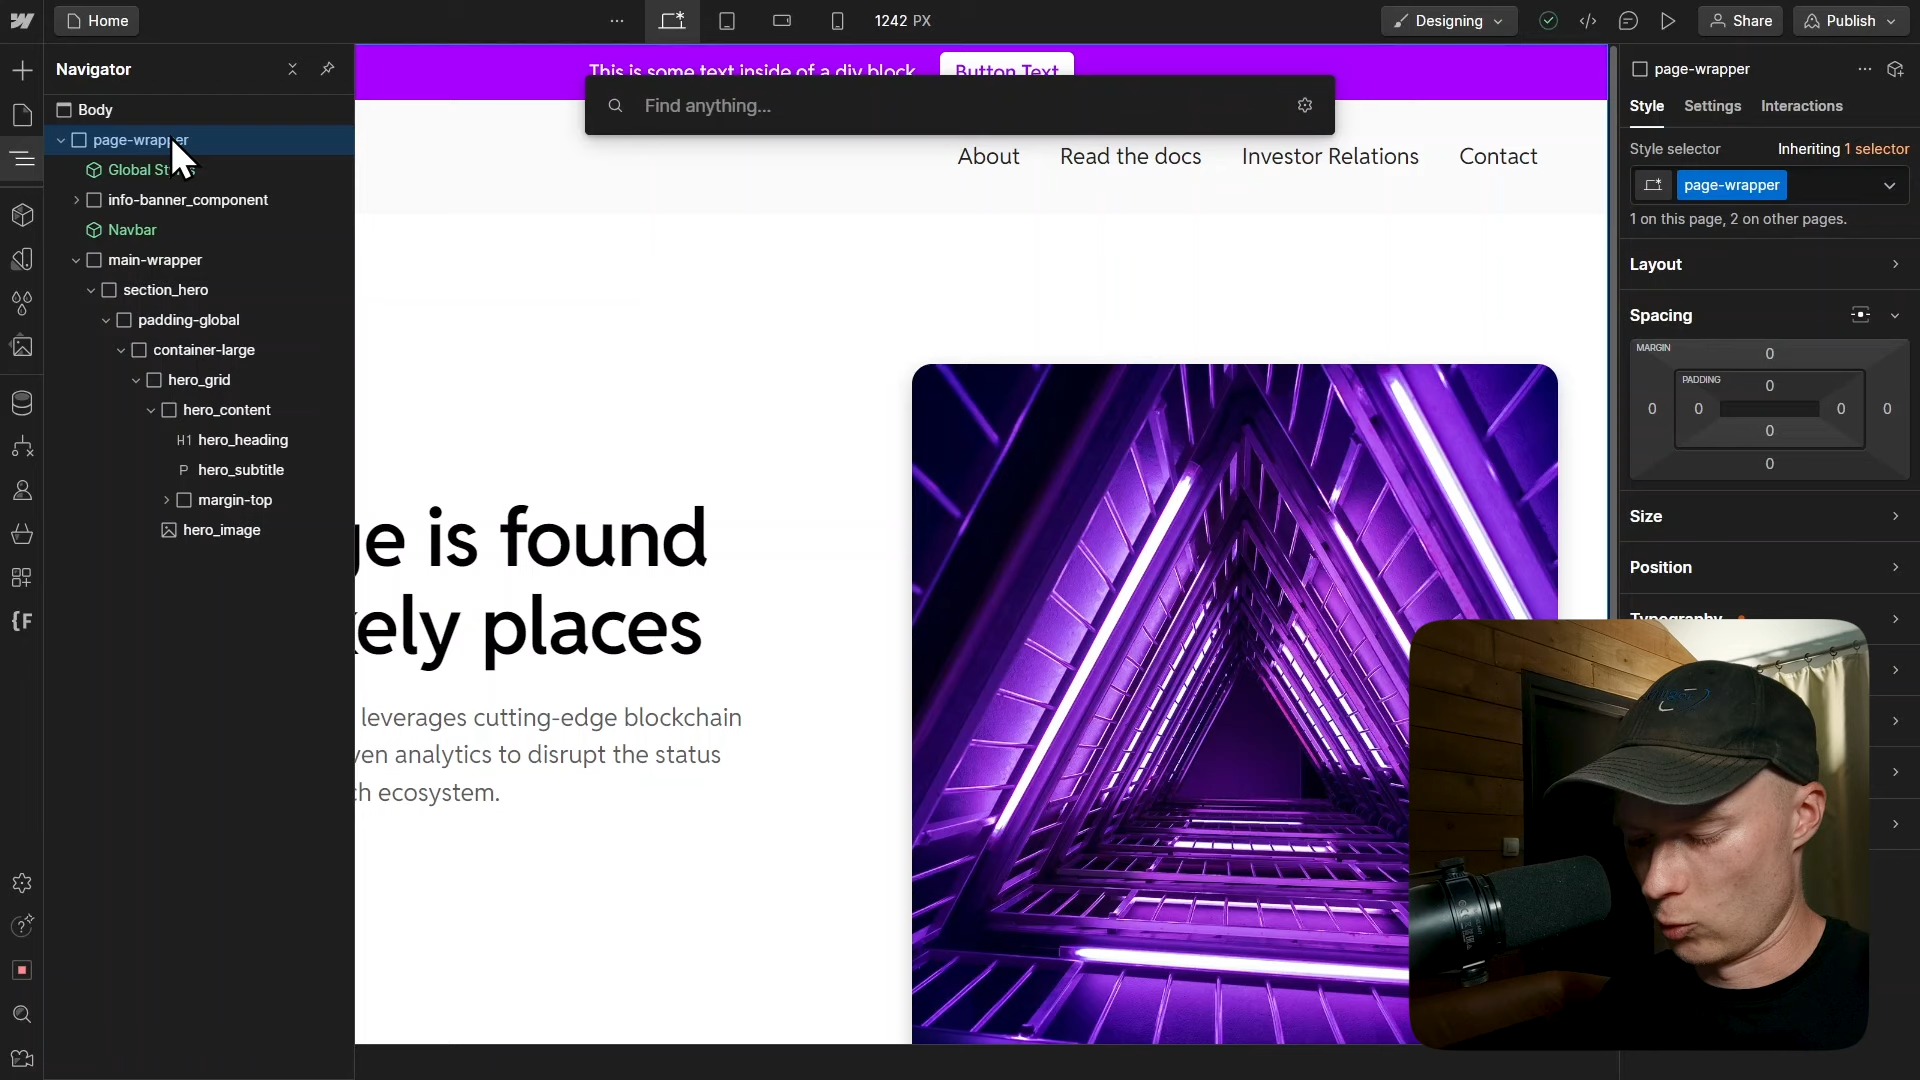 Home
1242 PX
Designing
Share
Publish
Navigator
Body
page-wrapper
Global St
info-banner_component
Navbar
main-wrapper
section_hero
padding-global
container-large
hero_grid
hero_content
H1 hero_heading
P hero_subtitle
margin-top
hero_image
{F
This is some text inside of a div block.
Button Text
Find anything...
About
Read the docs
Investor Relations
Contact
ge is found
kely places
leverages cutting-edge blockchain
ven analytics to disrupt the status
ch ecosystem.
page-wrapper
Style
Settings
Interactions
Style selector
Inheriting 1 selector
page-wrapper
1 on this page, 2 on other pages.
Layout
Spacing
MARGIN
0
PADDING
0
0 0 0 0
0
0
Size
Position
Typography